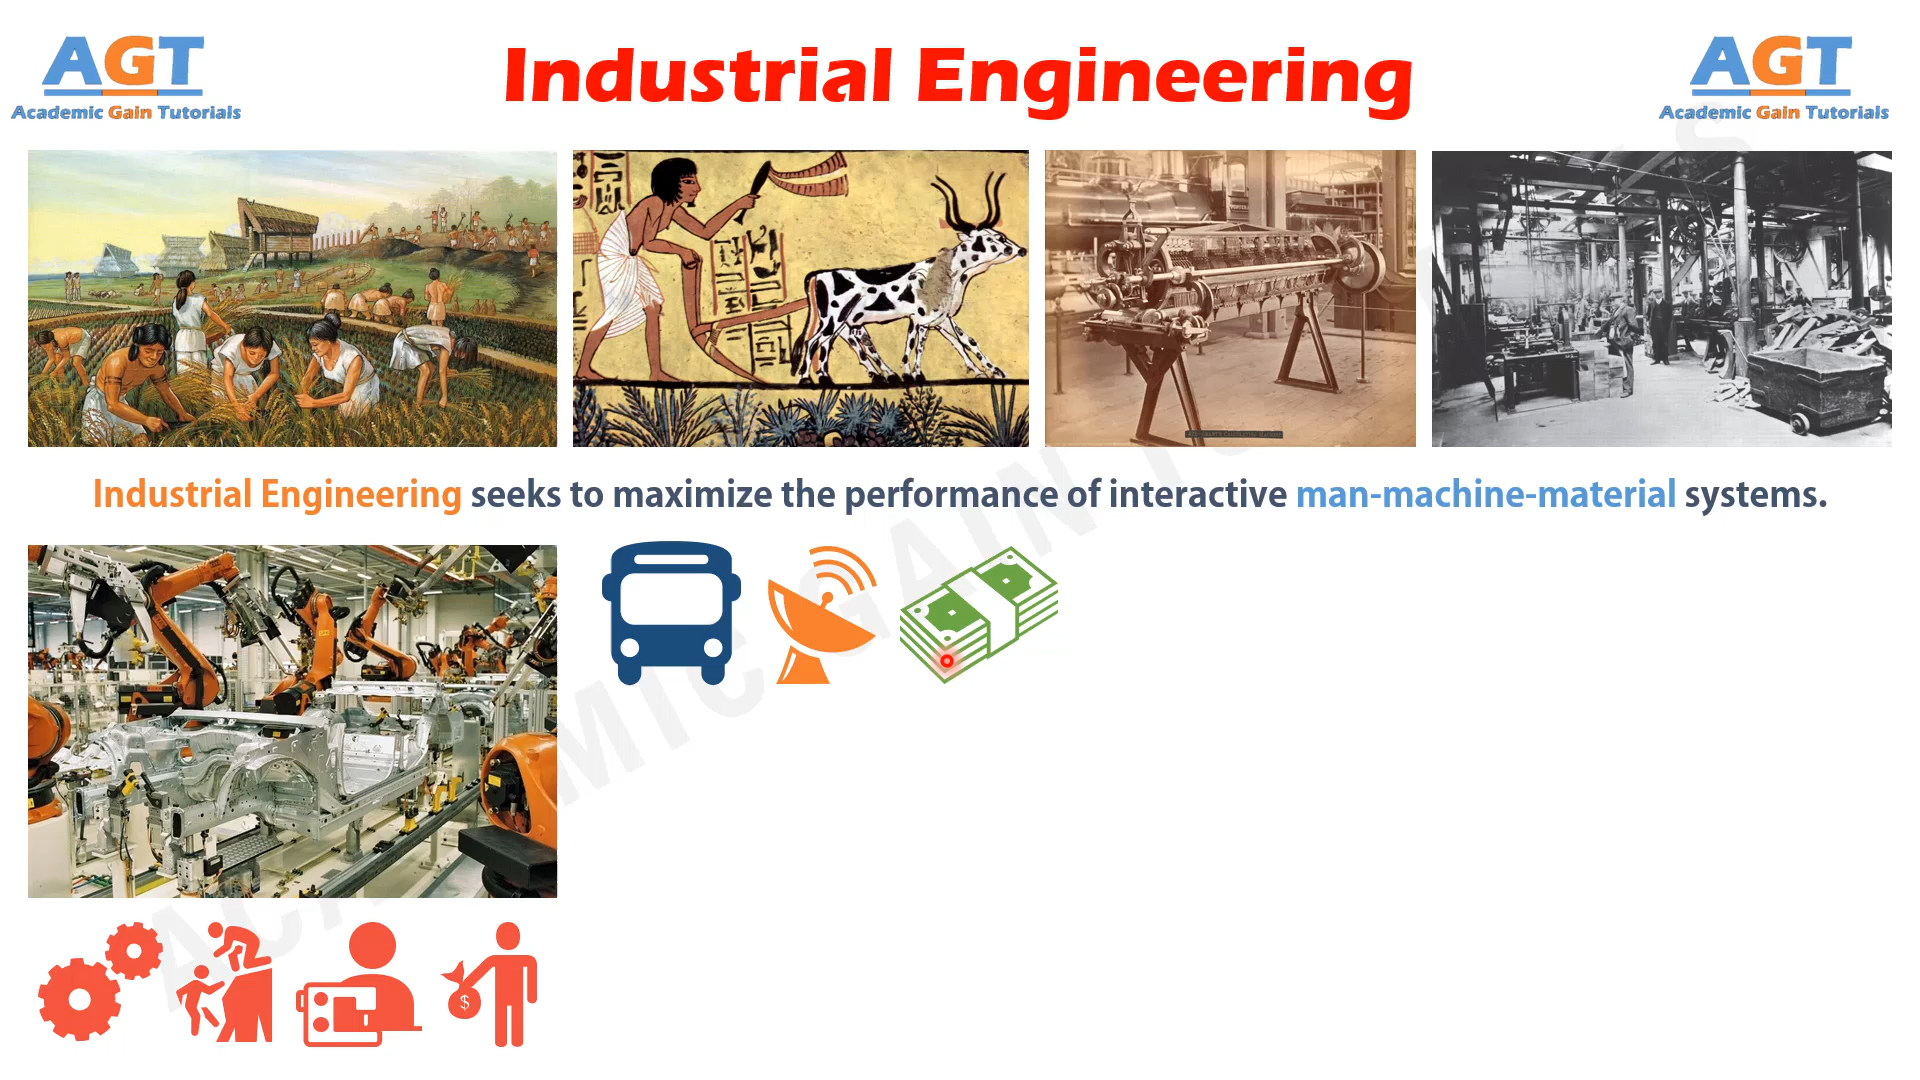 AGT
Academic Gain Tutorials
Industrial Engineering
AGT
Academic Gain Tutorials
Industrial Engineering seeks to maximize the performance of interactive man-machine-material systems.
$